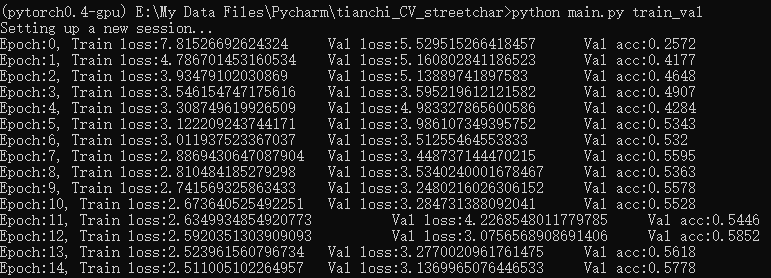 (pytorch0.4-gpu) E:\My Data Files\Pycharm\tianchi_CV_streetchar>python main.py train_val
Setting up a new session...
Epoch:0, Train loss:7.81526692624324 Val loss:5.529515266418457 Val acc:0.2572
Epoch:1, Train loss:4.786701453160534 Val loss:5.160802841186523 Val acc:0.4177
Epoch:2, Train loss:3.93479102030869 Val loss:5.13889741897583 Val acc:0.4648
Epoch:3, Train loss:3.546154747175616 Val loss:3.595219612121582 Val acc:0.4907
Epoch:4, Train loss:3.308749619926509 Val loss:4.983327865600586 Val acc:0.4284
Epoch:5, Train loss:3.122209243744171 Val loss:3.986107349395752 Val acc:0.5343
Epoch:6, Train loss:3.011937523367037 Val loss:3.51255464553833 Val acc:0.532
Epoch:7, Train loss:2.8869430647087904 Val loss:3.448737144470215 Val acc:0.5595
Epoch:8, Train loss:2.810484185279298 Val loss:3.5340240001678467 Val acc:0.5363
Epoch:9, Train loss:2.741569325863433 Val loss:3.2480216026306152 Val acc:0.5578
Epoch:10, Train loss:2.673640525492251 Val loss:3.284731388092041 Val acc:0.5528
Epoch:11, Train loss:2.6349934854920773 Val loss:4.2268548011779785 Val acc:0.5446
Epoch:12, Train loss:2.5920351303909093 Val loss:3.0756568908691406 Val acc:0.5852
Epoch:13, Train loss:2.523961560796734 Val loss:3.2770020961761475 Val acc:0.5618
Epoch:14, Train loss:2.511005102264957 Val loss:3.1369965076446533 Val acc:0.5778